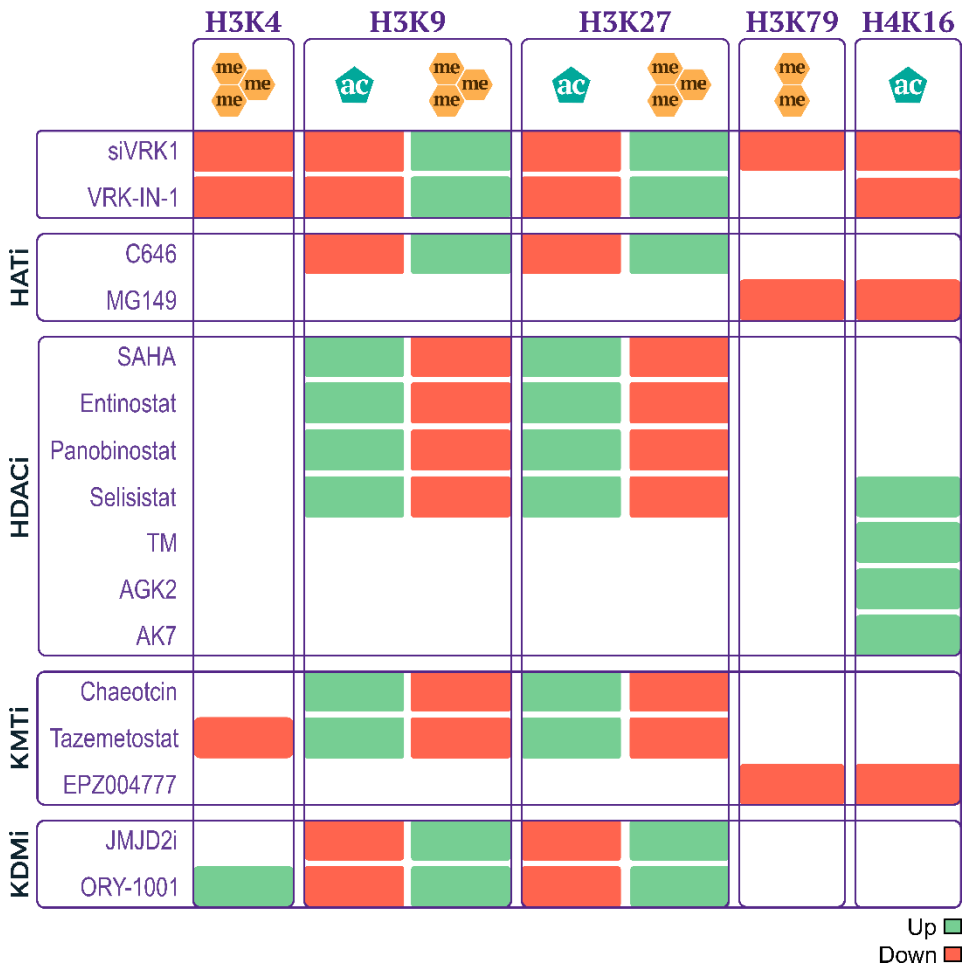 H3K4 H3K9 H3K27 H3K79 H4K16
me me me ac me me me ac me me me me me ac
siVRK1
VRK-IN-1
HATi
C646
MG149
HDACi
SAHA
Entinostat
Panobinostat
Selisistat
TM
AGK2
AK7
KMTi
Chaeotcin
Tazemetostat
EPZ004777
KDMi
JMJD2i
ORY-1001
Up
Down